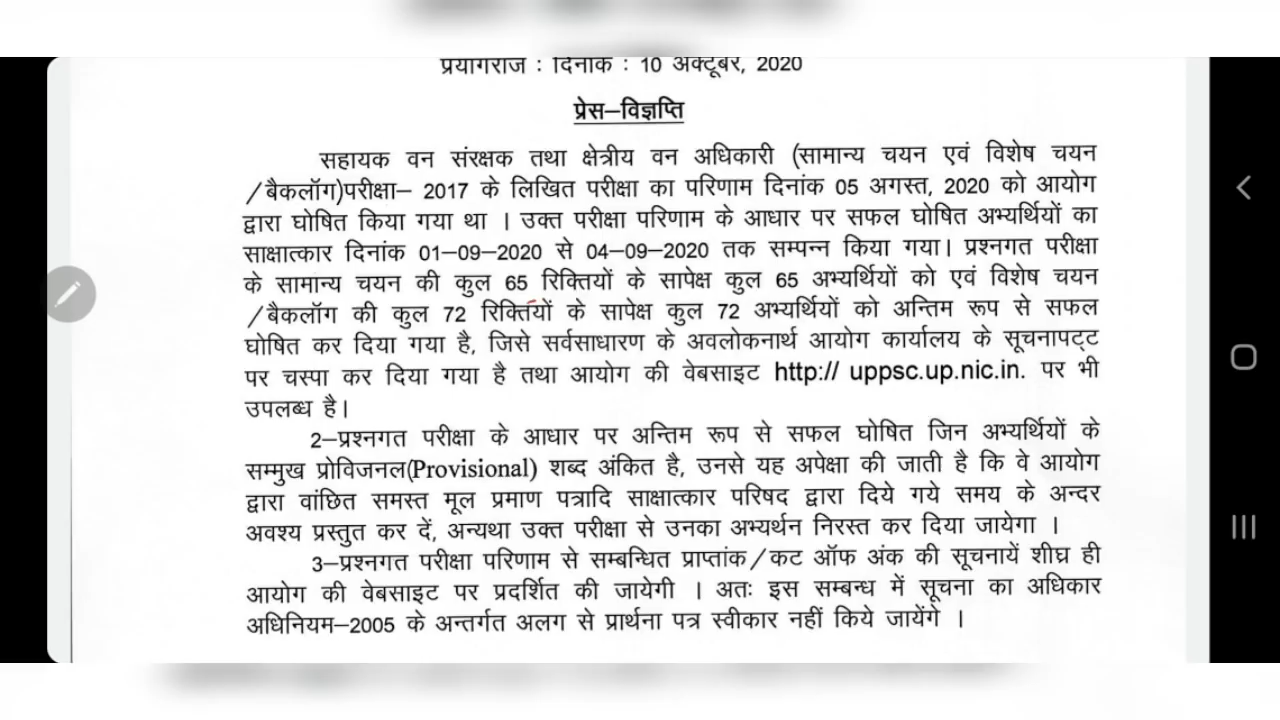 प्रयागराज : दिनांक : 10 अक्टूबर, 2020
प्रेस–विज्ञप्ति
सहायक वन संरक्षक तथा क्षेत्रीय वन अधिकारी (सामान्य चयन एवं विशेष चयन
/बैकलॉग)परीक्षा– 2017 के लिखित परीक्षा का परिणाम दिनांक 05 अगस्त, 2020 को आयोग
द्वारा घोषित किया गया था । उक्त परीक्षा परिणाम के आधार पर सफल घोषित अभ्यर्थियों का
साक्षात्कार दिनांक 01–09–2020 से 04–09–2020 तक सम्पन्न किया गया। प्रश्नगत परीक्षा
के सामान्य चयन की कुल 65 रिक्तियों के सापेक्ष कुल 65 अभ्यर्थियों को एवं विशेष चयन
/बैकलॉग की कुल 72 रिक्तियों के सापेक्ष कुल 72 अभ्यर्थियों को अन्तिम रूप से सफल
घोषित कर दिया गया है, जिसे सर्वसाधारण के अवलोकनार्थ आयोग कार्यालय के सूचनापट्ट
पर चस्पा कर दिया गया है तथा आयोग की वेबसाइट http:// uppsc.up.nic.in. पर भी
उपलब्ध है।
2–प्रश्नगत परीक्षा के आधार पर अन्तिम रूप से सफल घोषित जिन अभ्यर्थियों के
सम्मुख प्रोविजनल(Provisional) शब्द अंकित है, उनसे यह अपेक्षा की जाती है कि वे आयोग
द्वारा वांछित समस्त मूल प्रमाण पत्रादि साक्षात्कार परिषद द्वारा दिये गये समय के अन्दर
अवश्य प्रस्तुत कर दें, अन्यथा उक्त परीक्षा से उनका अभ्यर्थन निरस्त कर दिया जायेगा ।
3–प्रश्नगत परीक्षा परिणाम से सम्बन्धित प्राप्तांक/कट ऑफ अंक की सूचनायें शीघ्र ही
आयोग की वेबसाइट पर प्रदर्शित की जायेगी । अतः इस सम्बन्ध में सूचना का अधिकार
अधिनियम–2005 के अन्तर्गत अलग से प्रार्थना पत्र स्वीकार नहीं किये जायेंगे ।